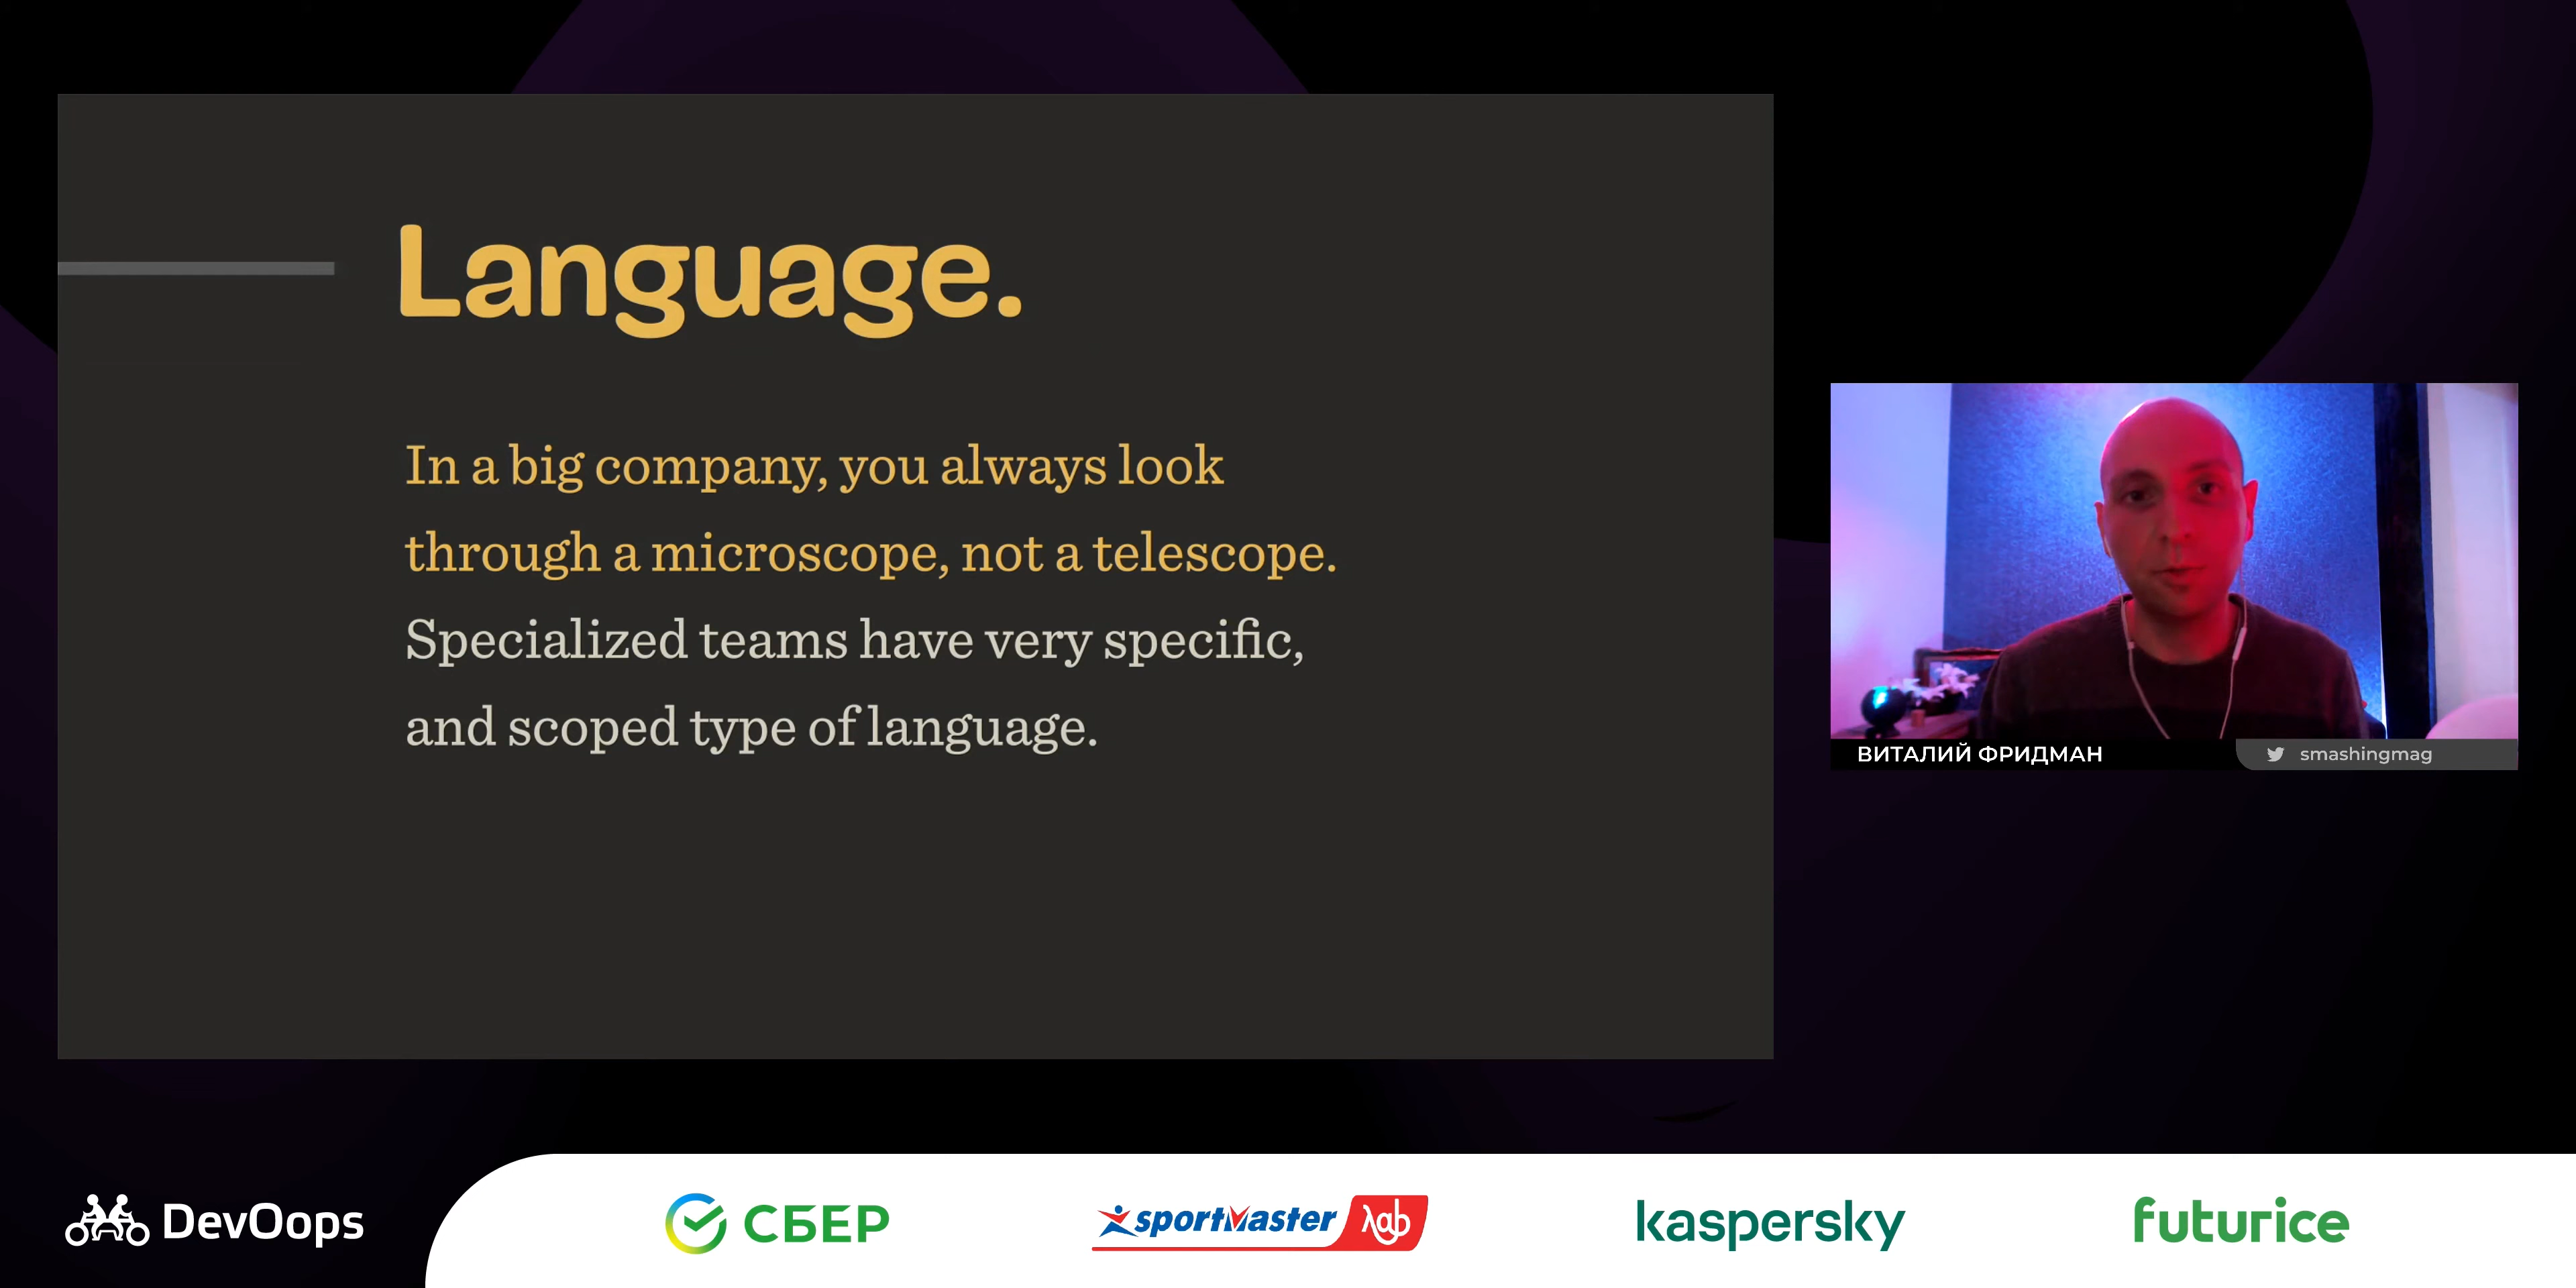 Language.
In a big company, you always look
through a microscope, not a telescope.
Specialized teams have very specific,
and scoped type of language.
ВИТАЛИЙ ФРИДМАН
smashingmag
DevOops
СБЕР
sportmaster лab
kaspersky
futurice